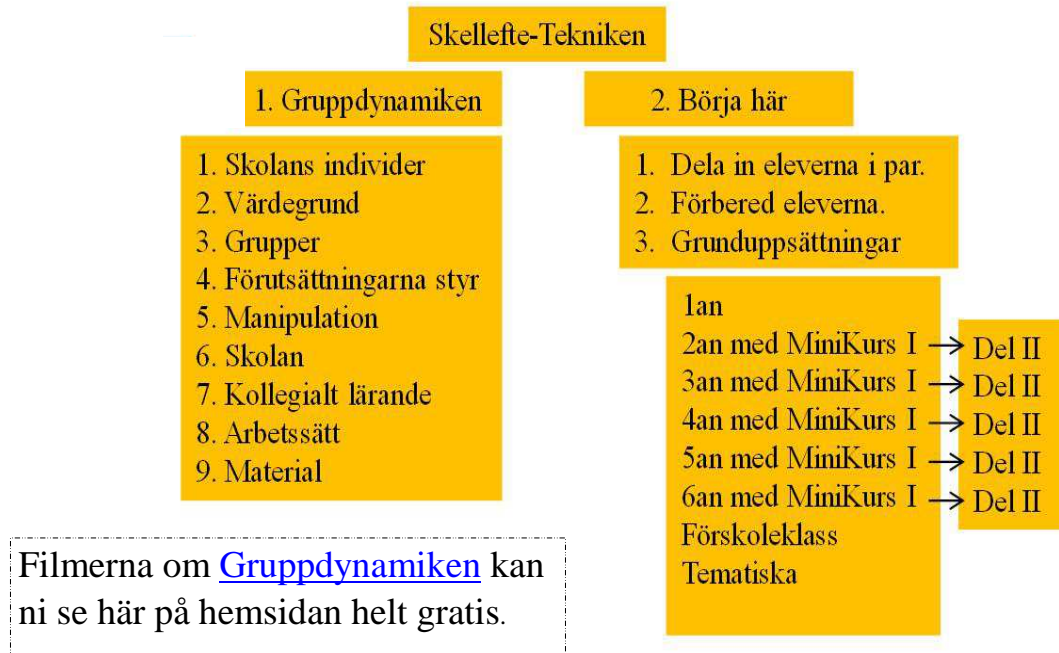 Skellefte-Tekniken
1. Gruppdynamiken
1. Skolans individer
2. Värdegrund
3. Grupper
4. Förutsättningarna styr
5. Manipulation
6. Skolan
7. Kollegialt lärande
8. Arbetssätt
9. Material
2. Börja här
1. Dela in eleverna i par.
2. Förbered eleverna.
3. Grunduppsättningar
1an
2an med MiniKurs I → Del II
3an med MiniKurs I → Del II
4an med MiniKurs I → Del II
5an med MiniKurs I → Del II
6an med MiniKurs I → Del II
Förskoleklass
Tematiska
Filmerna om Gruppdynamiken kan
ni se här på hemsidan helt gratis.